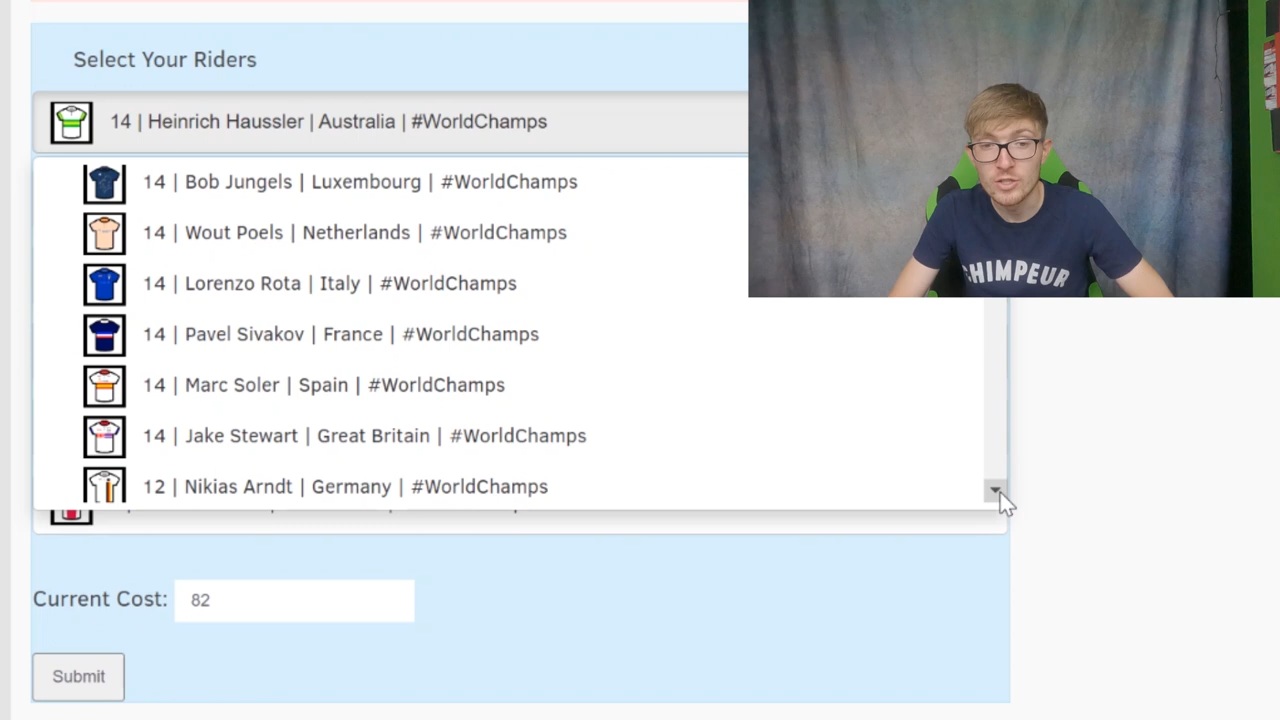 Select Your Riders
14 | Heinrich Haussler | Australia | #WorldChamps
14 | Bob Jungels | Luxembourg | #WorldChamps
14 | Wout Poels | Netherlands | #WorldChamps
14 | Lorenzo Rota | Italy | #WorldChamps
14 | Pavel Sivakov | France | #WorldChamps
14 | Marc Soler | Spain | #WorldChamps
14 | Jake Stewart | Great Britain | #WorldChamps
12 | Nikias Arndt | Germany | #WorldChamps
Current Cost: 82
Submit
CHIMPEUR